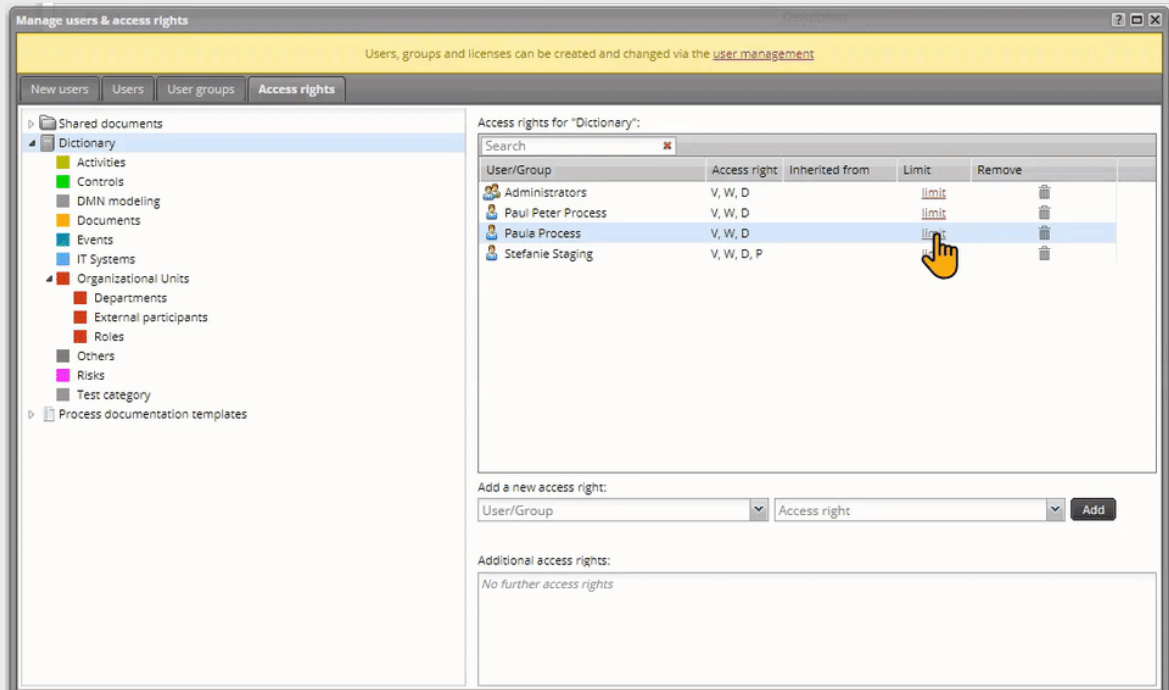 Manage users & access rights
Users, groups and licenses can be created and changed via the user management
New users Users User groups Access rights
Shared documents
Dictionary
Activities
Controls
DMN modeling
Documents
Events
IT Systems
Organizational Units
Departments
External participants
Roles
Others
Risks
Test category
Process documentation templates
Access rights for "Dictionary":
Search
User/Group Access right Inherited from Limit Remove
Administrators V, W, D limit
Paul Peter Process V, W, D limit
Paula Process V, W, D limit
Stefanie Staging V, W, D, P
Add a new access right:
User/Group Access right Add
Additional access rights:
No further access rights